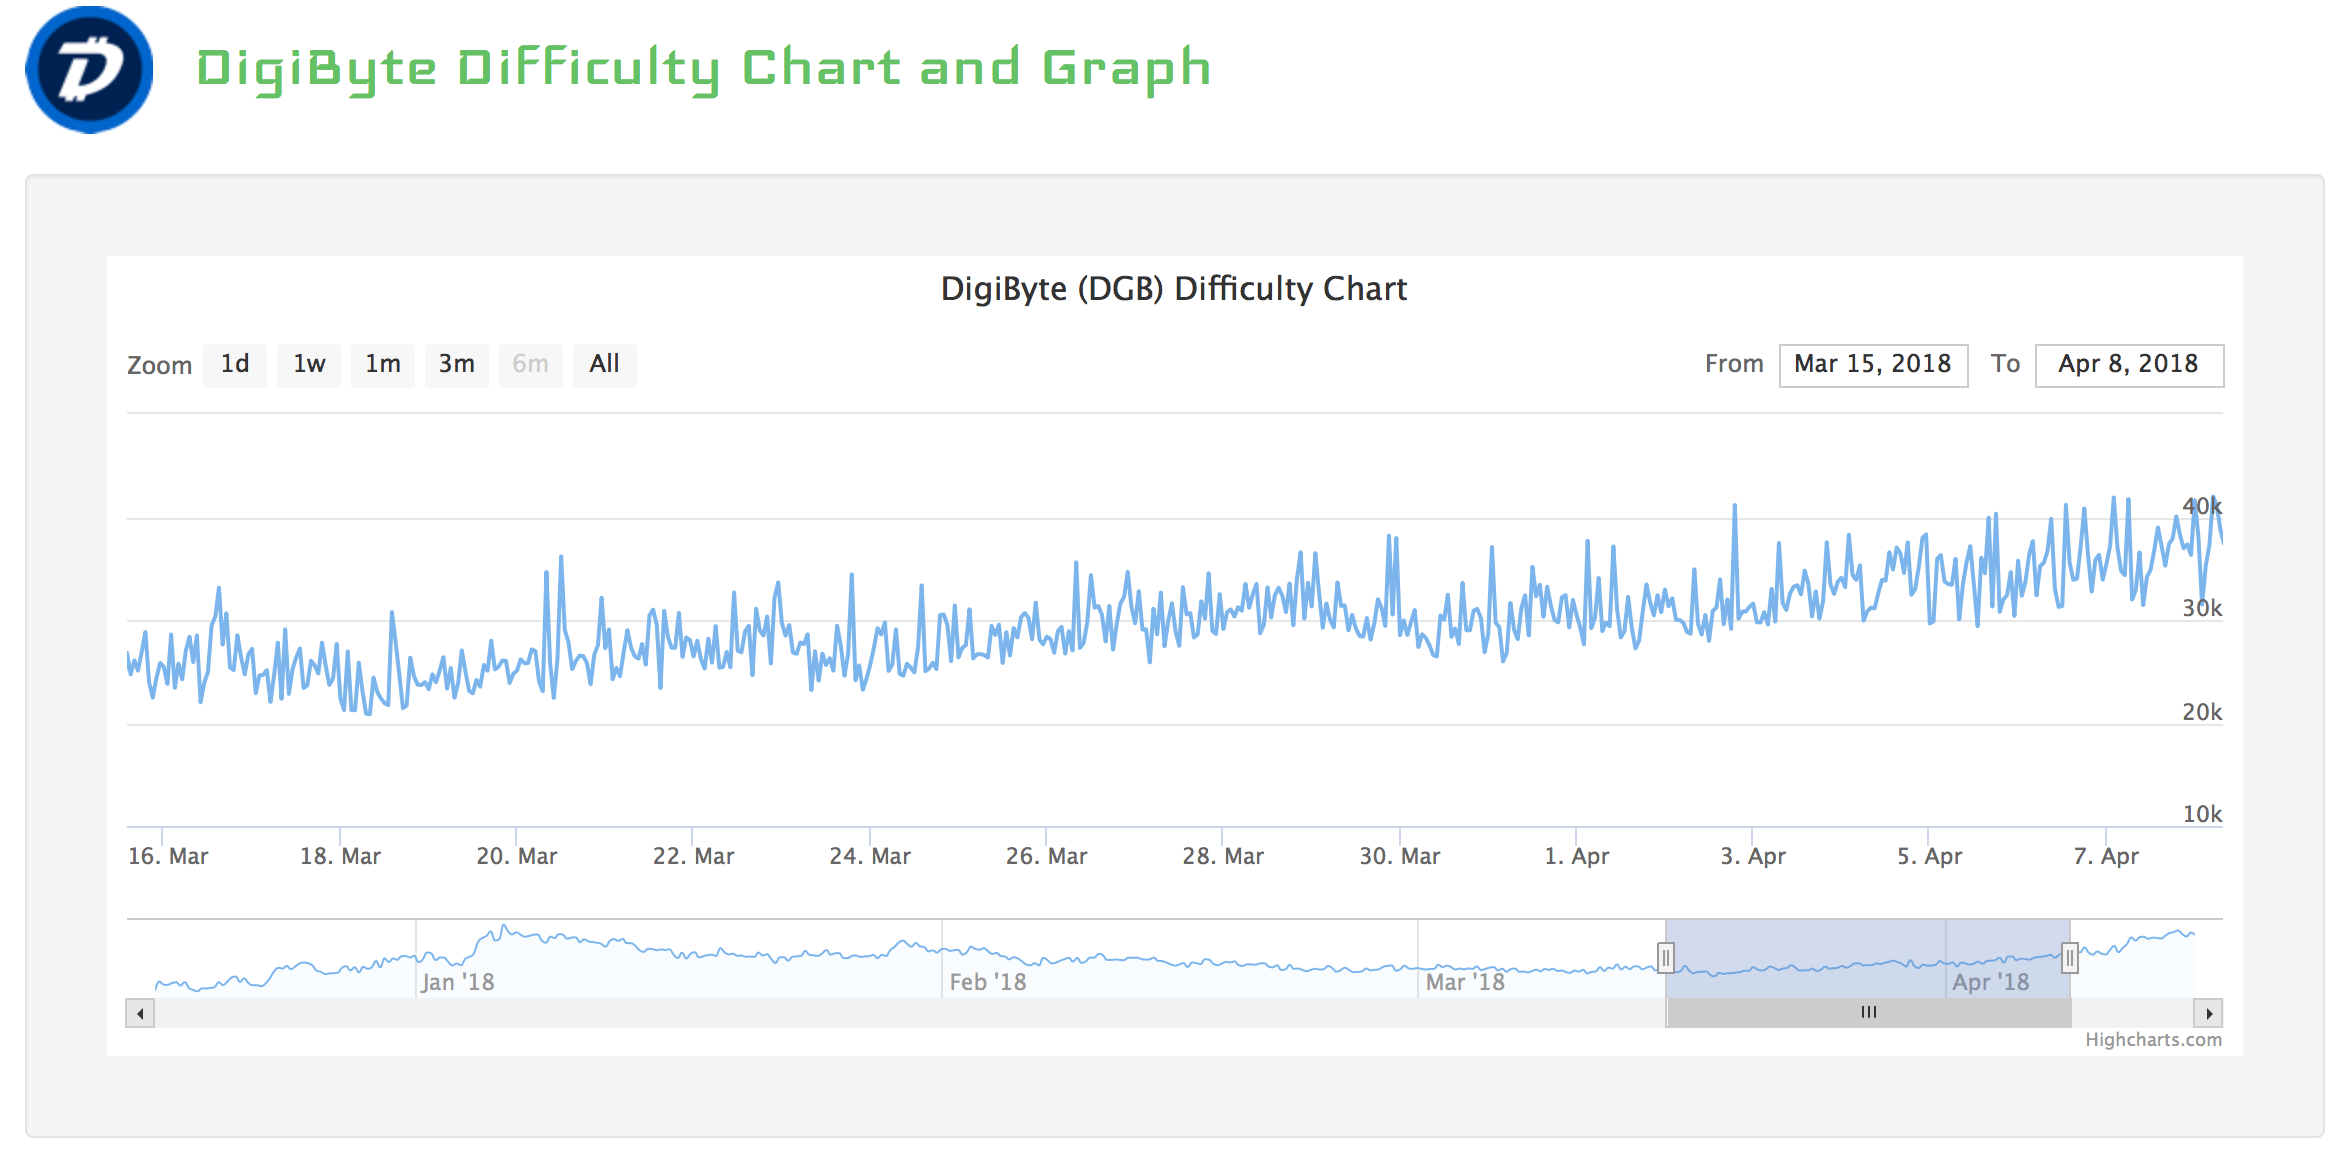 DigiByte Difficulty Chart and Graph
DigiByte (DGB) Difficulty Chart
Zoom 1d 1w 1m 3m 6m All From Mar 15, 2018 To Apr 8, 2018
40k
30k
20k
10k
16. Mar 18. Mar 20. Mar 22. Mar 24. Mar 26. Mar 28. Mar 30. Mar 1. Apr 3. Apr 5. Apr 7. Apr
Jan '18 Feb '18 Mar '18 Apr '18
Highcharts.com